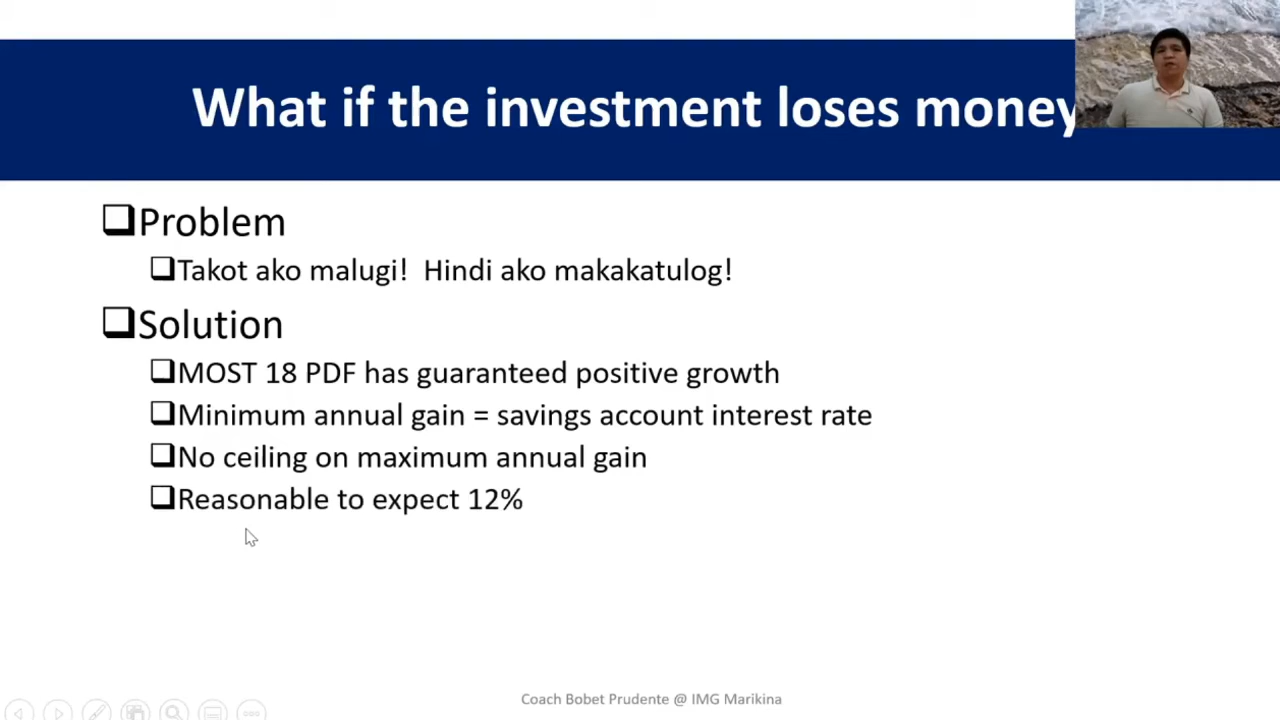 What if the investment loses money
Problem
Takot ako malugi! Hindi ako makakatulog!
Solution
MOST 18 PDF has guaranteed positive growth
Minimum annual gain = savings account interest rate
No ceiling on maximum annual gain
Reasonable to expect 12%
Coach Bobet Prudente @ IMG Marikina